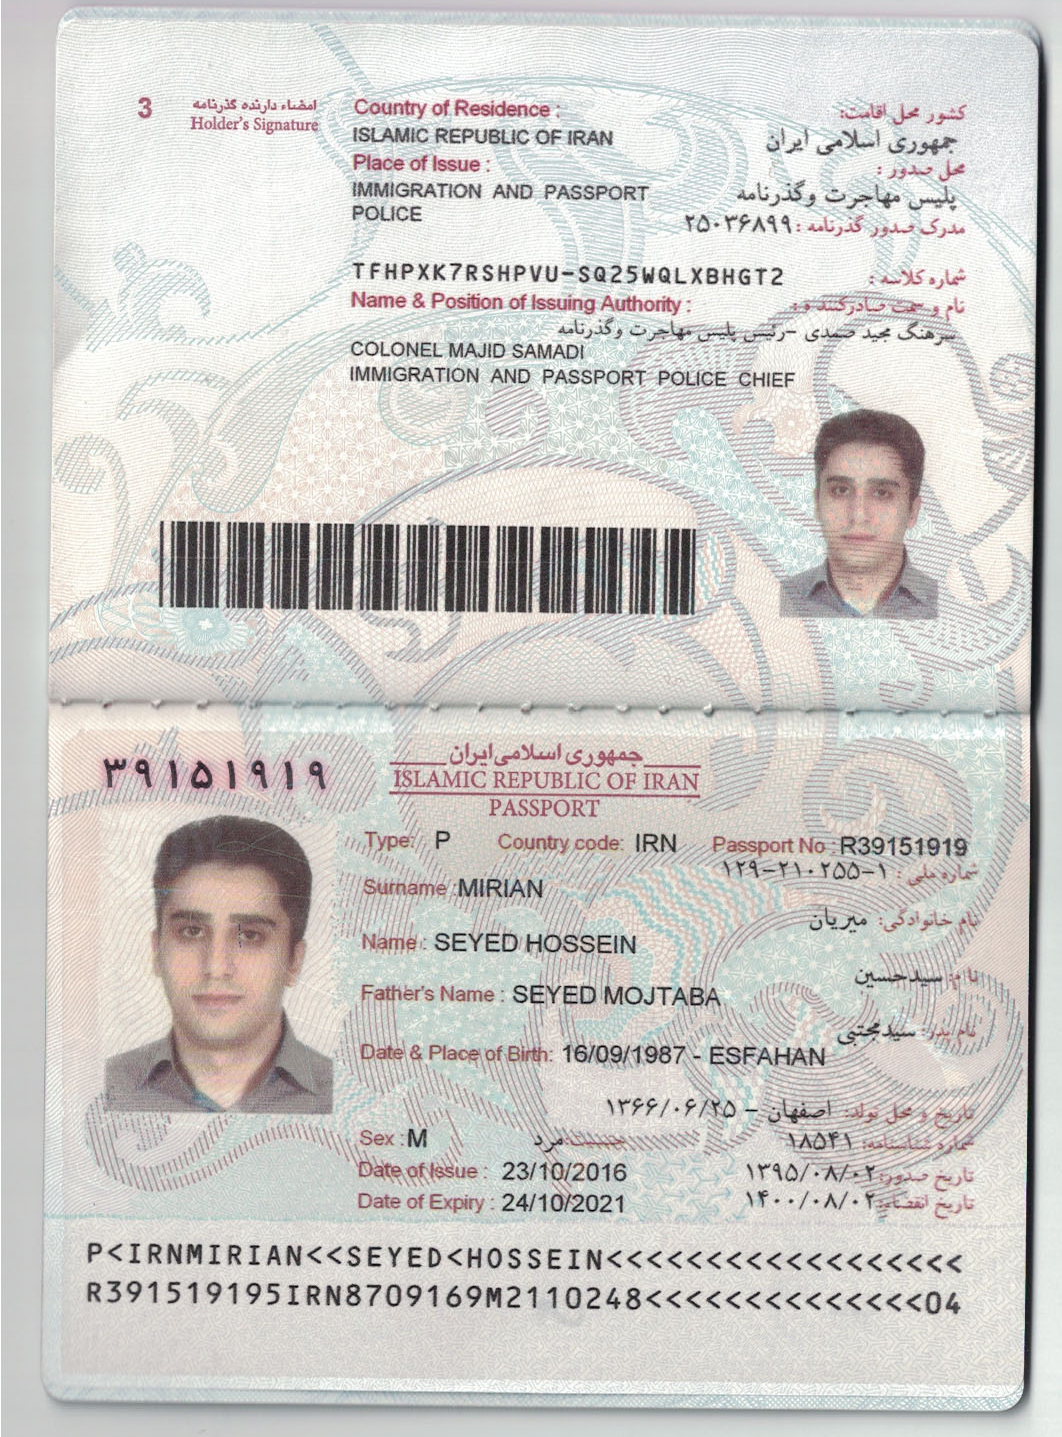 3
امضاء دارنده گذرنامه
Holder's Signature
Country of Residence :
کشور محل اقامت:
ISLAMIC REPUBLIC OF IRAN
جمهوری اسلامی ایران
Place of Issue :
محل صدور :
IMMIGRATION AND PASSPORT
POLICE
پلیس مهاجرت وگذرنامه
مدرک صدور گذرنامه : ۲۵۰۳۶۸۹۹
TFHPXK7RSHPVU-SQ25WQLXBHGT2
شماره کلاسه :
Name & Position of Issuing Authority :
نام و سمت صادرکننده :
سرهنگ مجید صمدی -رئیس پلیس مهاجرت وگذرنامه
COLONEL MAJID SAMADI
IMMIGRATION AND PASSPORT POLICE CHIEF
۳۹۱۵۱۹۱۹
جمهوری اسلامی ایران
ISLAMIC REPUBLIC OF IRAN
PASSPORT
Type: P Country code: IRN Passport No : R39151919
شماره ملی : ۱۲۹-۲۱۰۲۵۵-۱
Surname : MIRIAN
نام خانوادگی: میریان
Name : SEYED HOSSEIN
نام: سیدحسین
Father's Name : SEYED MOJTABA
نام پدر: سیدمجتبی
Date & Place of Birth: 16/09/1987 - ESFAHAN
تاریخ و محل تولد: اصفهان - ۱۳۶۶/۰۶/۲۵
Sex : M
جنسیت: مرد
شماره شناسنامه: ۱۸۵۴۱
Date of Issue : 23/10/2016
تاریخ صدور: ۱۳۹۵/۰۸/۰۲
Date of Expiry : 24/10/2021
تاریخ انقضاء: ۱۴۰۰/۰۸/۰۲
P<IRNMIRIAN<<SEYED<HOSSEIN<<<<<<<<<<<<<<<<<<
R391519195IRN8709169M2110248<<<<<<<<<<<<<<04